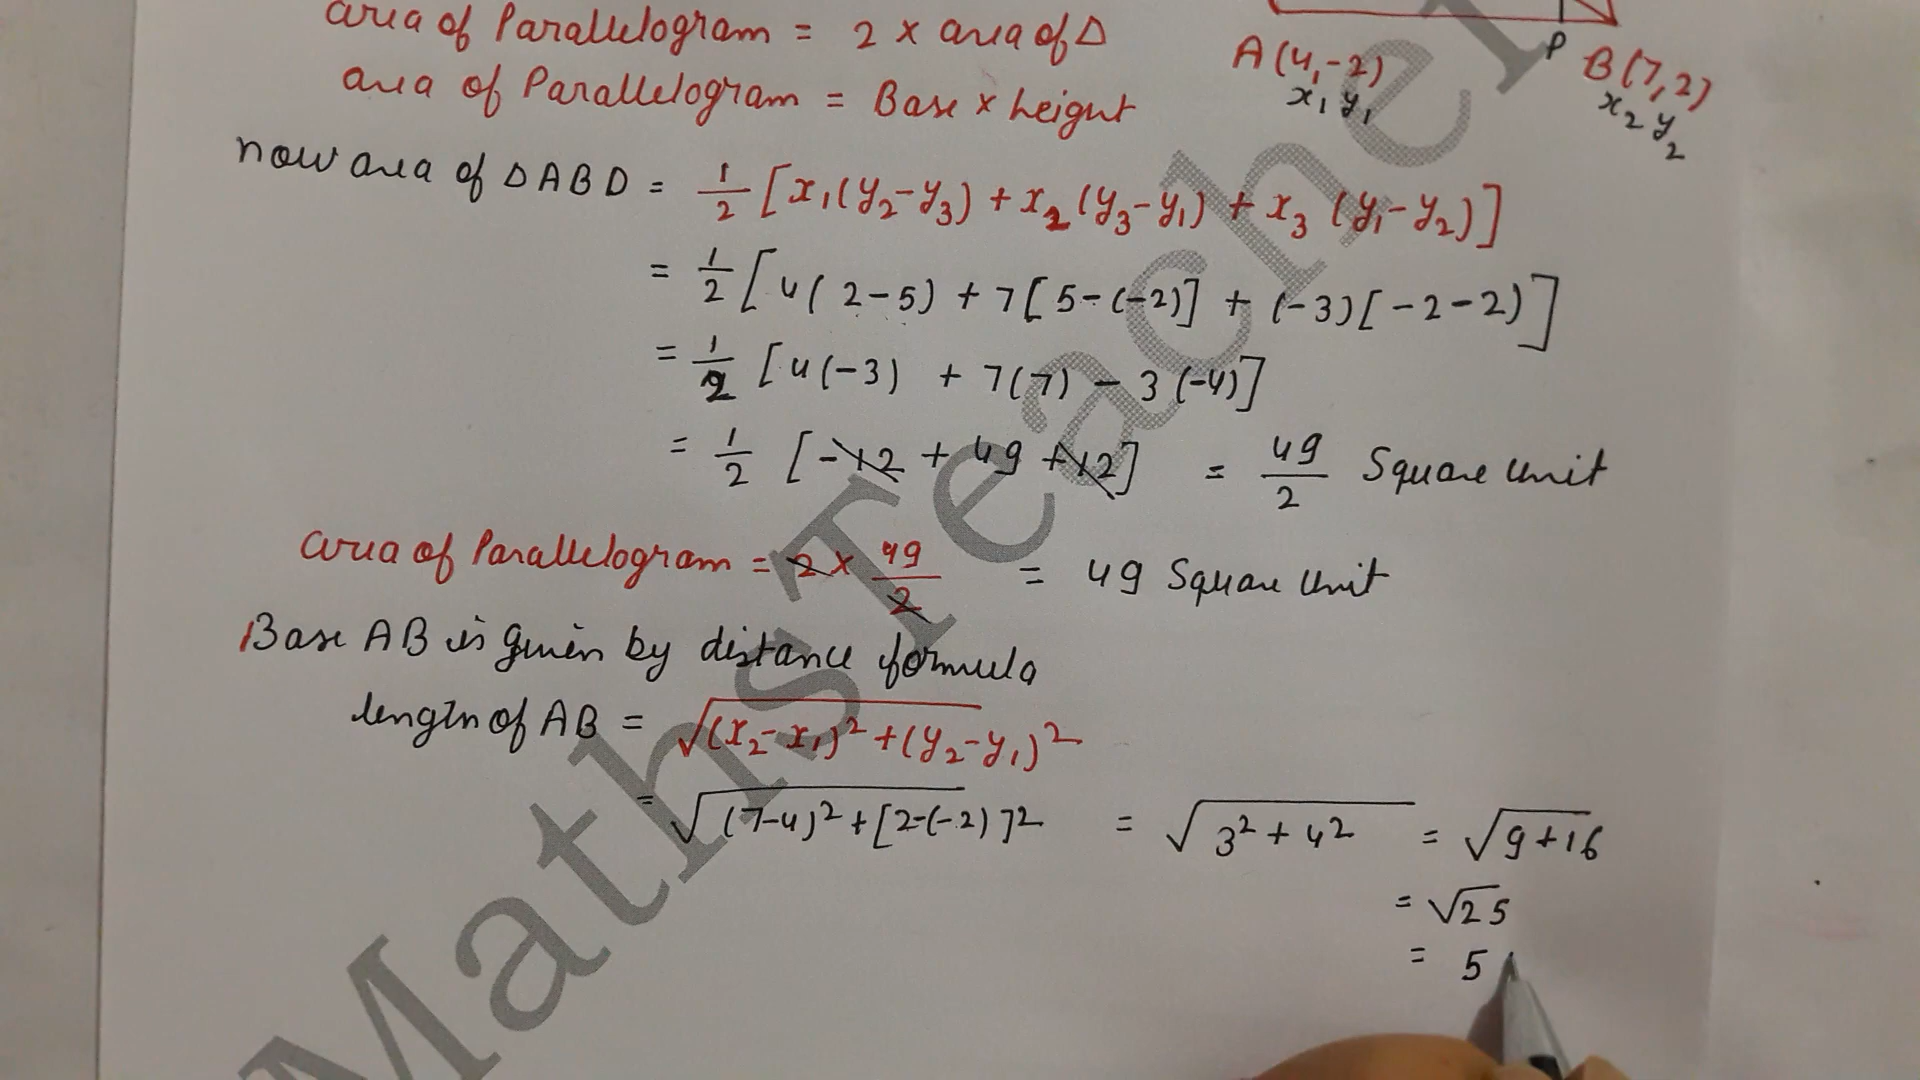 area of Parallelogram = 2 × area of Δ
area of Parallelogram = Base × height
A(4,-2)
x₁ y₁
P
B(7,2)
x₂ y₂
now area of ΔABD = 1/2 [x₁(y₂-y₃) + x₂(y₃-y₁) + x₃(y₁-y₂)]
= 1/2 [4(2-5) + 7[5-(-2)] + (-3)[-2-2)]
= 1/2 [4(-3) + 7(7) - 3(-4)]
= 1/2 [-12 + 49 +12] = 49/2 Square unit
area of Parallelogram = 2 × 49/2 = 49 Square unit
Base AB is given by distance formula
length of AB = √(x₂-x₁)² + (y₂-y₁)²
= √(7-4)² + [2-(-2)]² = √3² + 4² = √9+16
= √25
= 5
Maths Teacher